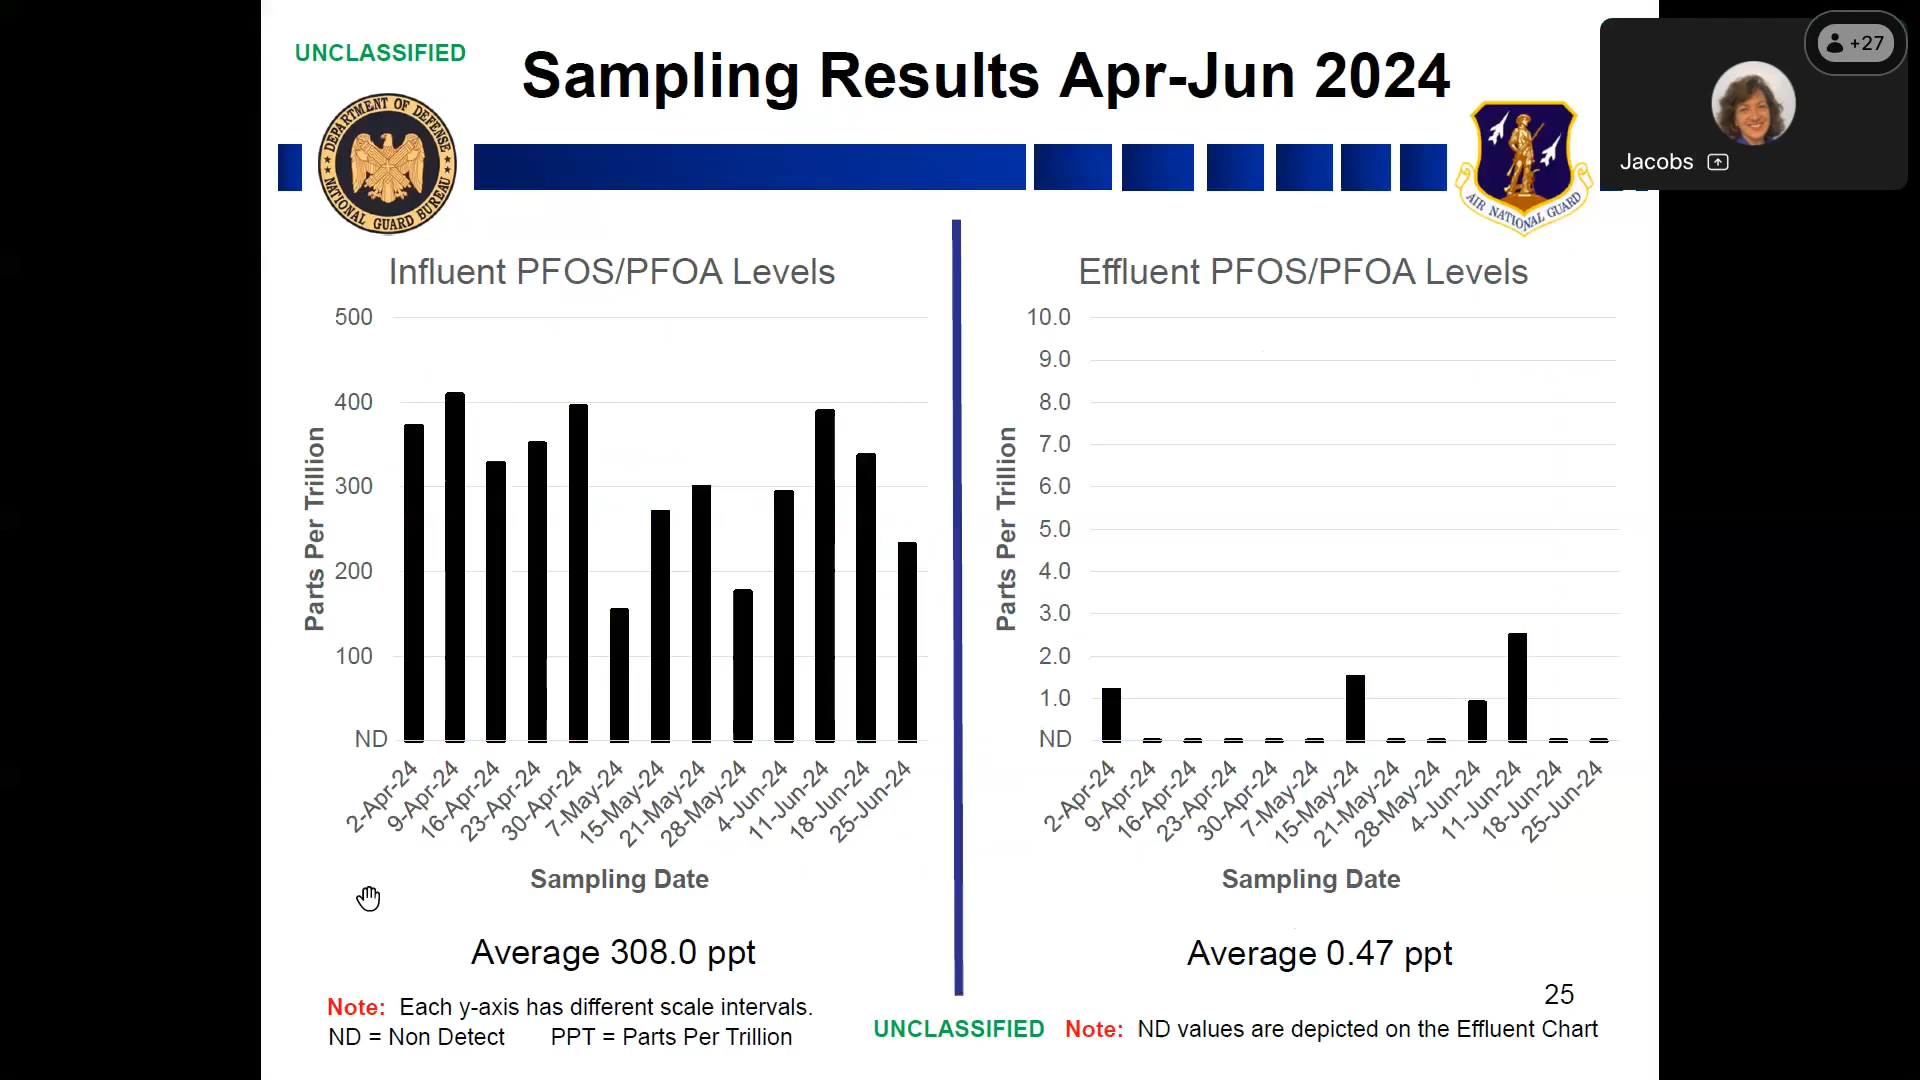 UNCLASSIFIED
Sampling Results Apr-Jun 2024
+27
Jacobs
DEPARTMENT OF DEFENSE
NATIONAL GUARD BUREAU
AIR NATIONAL GUARD
Influent PFOS/PFOA Levels
500
400
300
200
100
ND
Parts Per Trillion
2-Apr-24
9-Apr-24
16-Apr-24
23-Apr-24
30-Apr-24
7-May-24
15-May-24
21-May-24
28-May-24
4-Jun-24
11-Jun-24
18-Jun-24
25-Jun-24
Sampling Date
Average 308.0 ppt
Effluent PFOS/PFOA Levels
10.0
9.0
8.0
7.0
6.0
5.0
4.0
3.0
2.0
1.0
ND
Parts Per Trillion
2-Apr-24
9-Apr-24
16-Apr-24
23-Apr-24
30-Apr-24
7-May-24
15-May-24
21-May-24
28-May-24
4-Jun-24
11-Jun-24
18-Jun-24
25-Jun-24
Sampling Date
Average 0.47 ppt
25
Note: Each y-axis has different scale intervals.
ND = Non Detect PPT = Parts Per Trillion
UNCLASSIFIED Note: ND values are depicted on the Effluent Chart